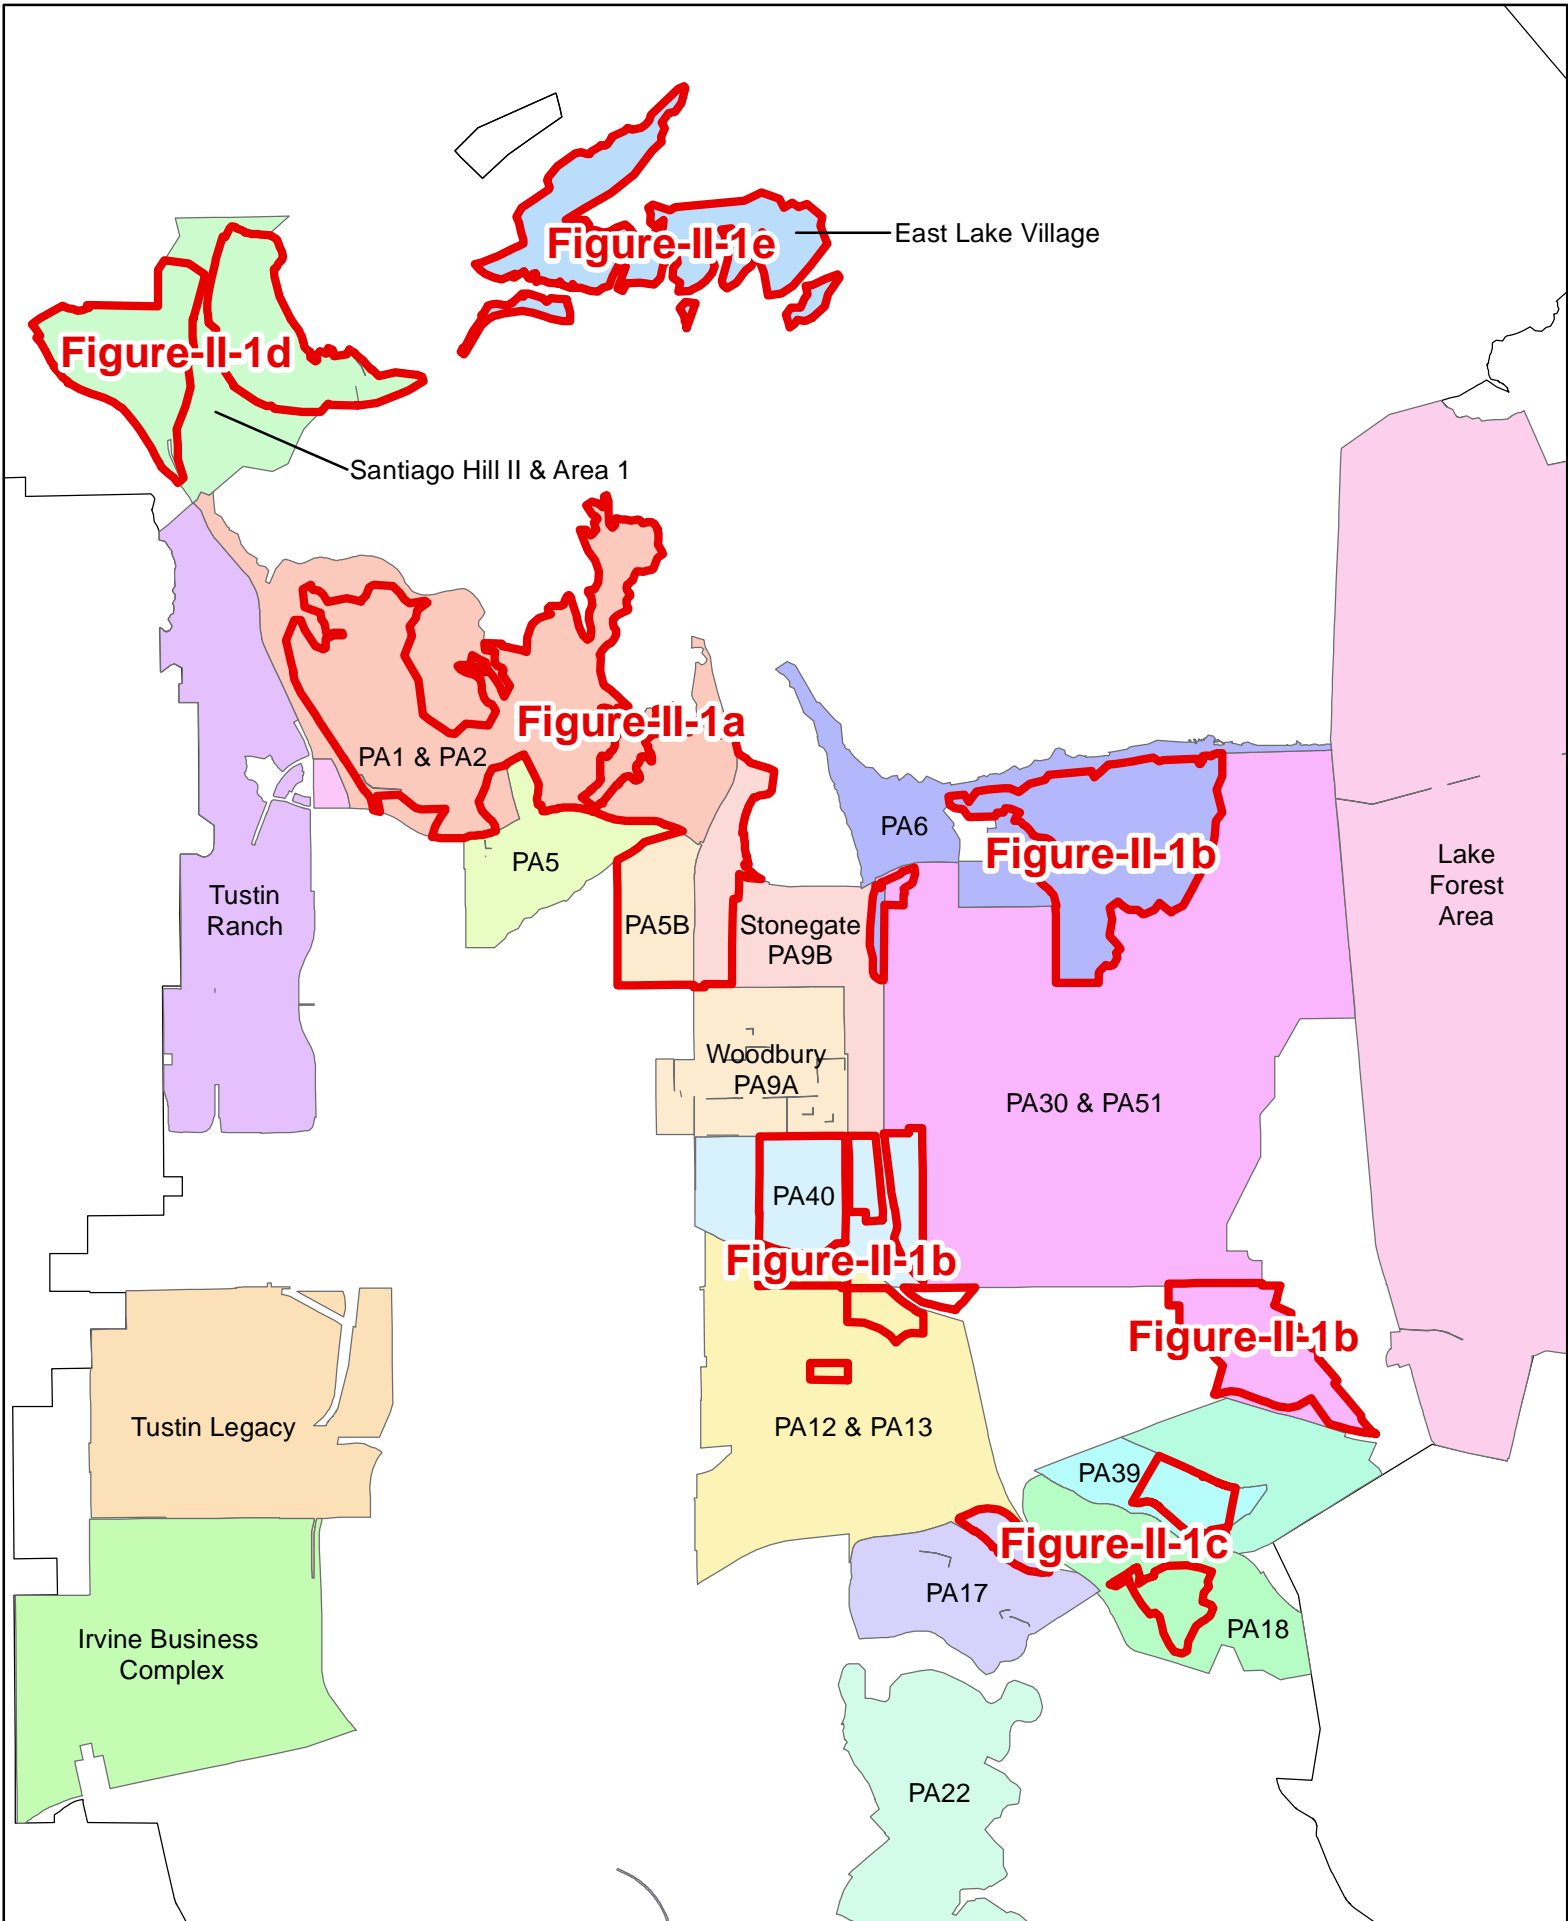 East Lake Village
Figure-II-1e
Figure-II-1d
Santiago Hill II & Area 1
Figure-II-1a
PA1 & PA2
PA6
Figure-II-1b
PA5
Lake
Forest
Area
Tustin
Ranch
PA5B
Stonegate
PA9B
Woodbury
PA9A
PA30 & PA51
PA40
Figure-II-1b
Figure-II-1b
Tustin Legacy
PA12 & PA13
PA39
Figure-II-1c
PA17
PA18
Irvine Business
Complex
PA22